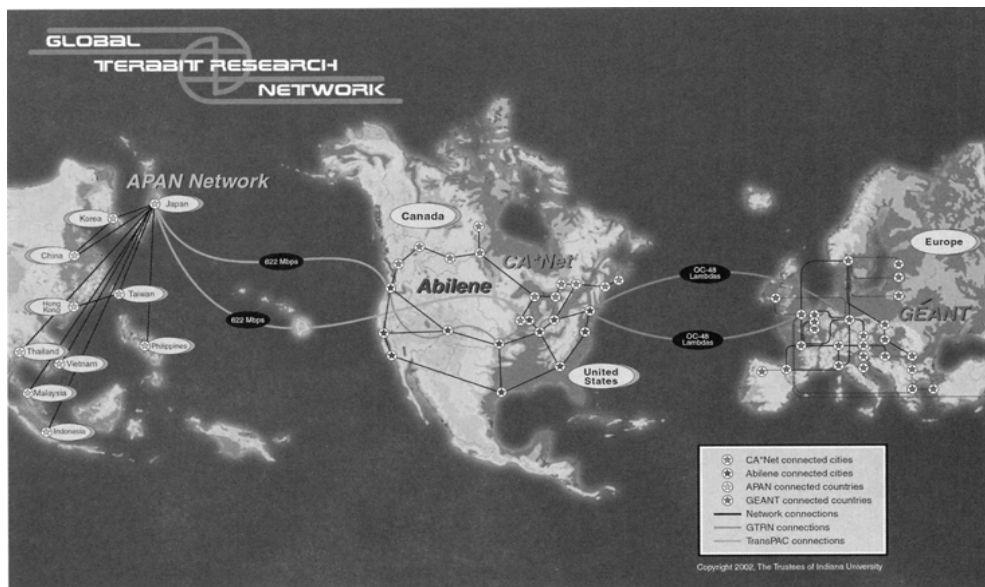 GLOBAL
TERABIT RESEARCH
NETWORK
APAN Network
Japan
Korea
China
Hong
Kong
Taiwan
Thailand
Vietnam
Philippines
Malaysia
Indonesia
622 Mbps
622 Mbps
Canada
CA*Net
Abilene
United
States
OC-48
Lambdas
OC-48
Lambdas
Europe
GÉANT
CA*Net connected cities
Abilene connected cities
APAN connected countries
GEANT connected countries
Network connections
GTRN connections
TransPAC connections
Copyright 2002, The Trustees of Indiana University